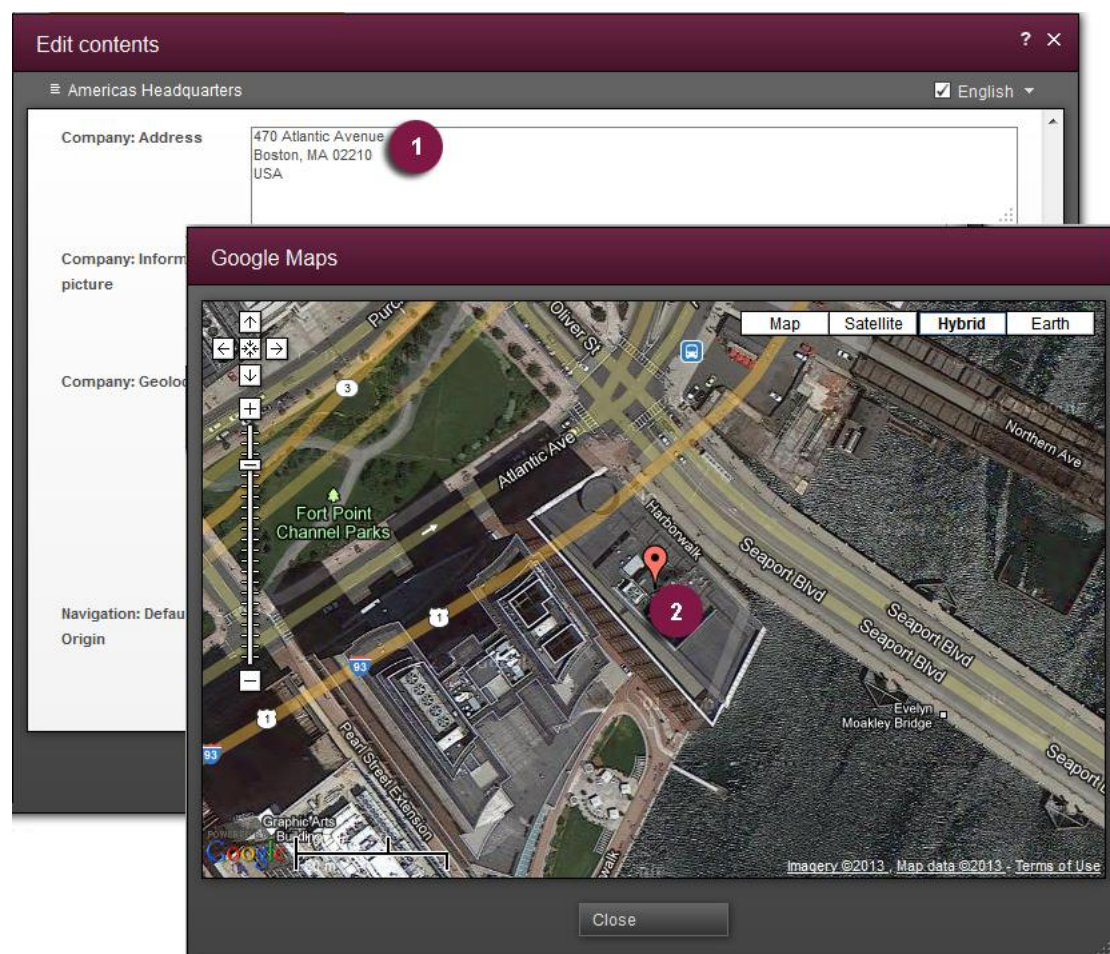 Edit contents
? ×
≡ Americas Headquarters
English
Company: Address
470 Atlantic Avenue
Boston, MA 02210
USA
1
Company: Inform
picture
Company: Geoloc
Navigation: Defau
Origin
Google Maps
Map Satellite Hybrid Earth
Oliver St
3
Northern Ave
Atlantic Ave
Fort Point
Channel Parks
Harborwalk
Seaport Blvd
2
Seaport Blvd
Seaport Blvd
1
93
Evelyn
Moakley Bridge
1
93
Pearl Street Extension
Graphic Arts
Building
POWERED BY
Google
walk
Imagery ©2013 , Map data ©2013 - Terms of Use
Close